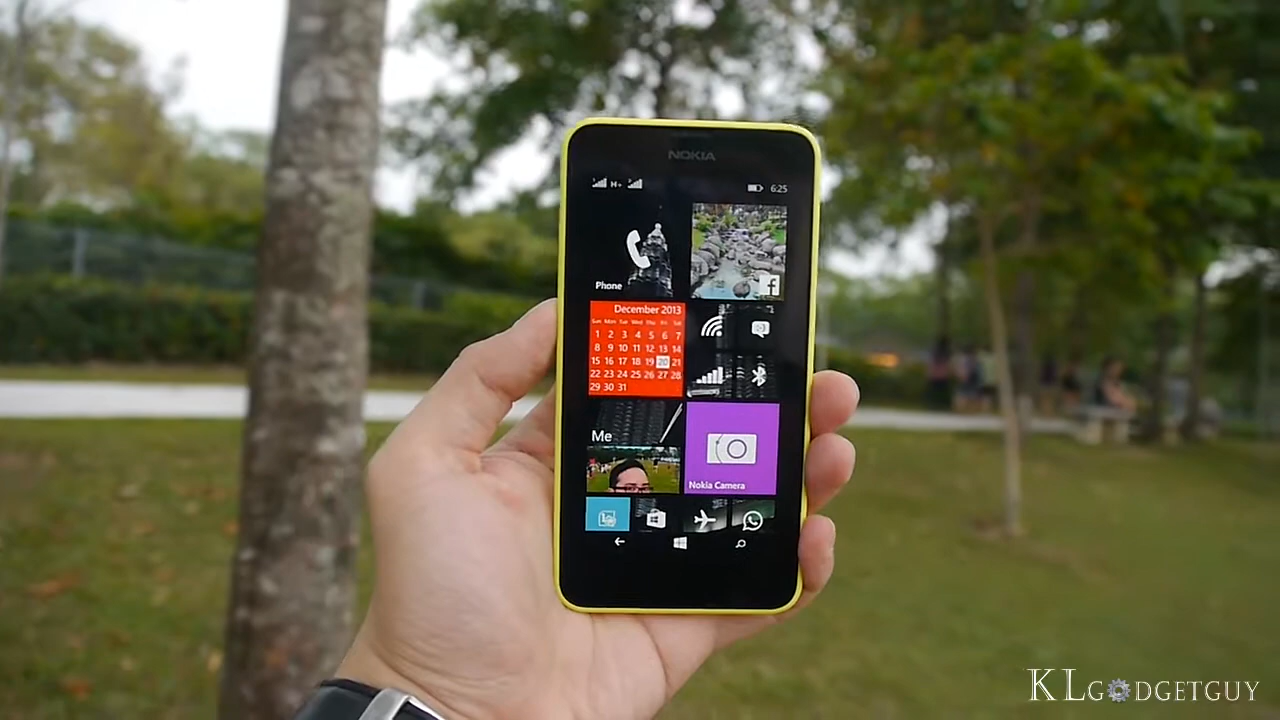 NOKIA
H+
6:25
Phone
f
December 2013
Sun Mon Tue Wed Thu Fri Sat
1 2 3 4 5 6 7
8 9 10 11 12 13 14
15 16 17 18 19 20 21
22 23 24 25 26 27 28
29 30 31
Me
Nokia Camera
KLGADGETGUY